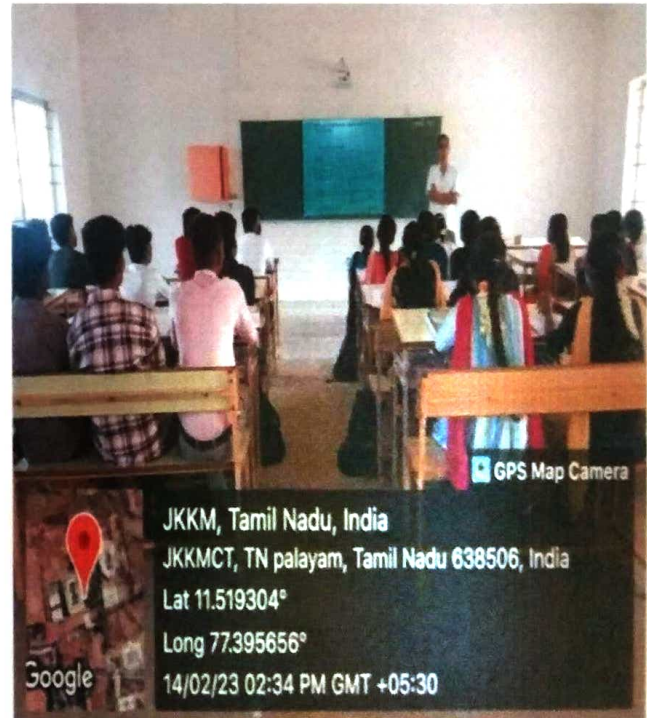 GPS Map Camera
JKKM, Tamil Nadu, India
JKKMCT, TN palayam, Tamil Nadu 638506, India
Lat 11.519304°
Long 77.395656°
14/02/23 02:34 PM GMT +05:30
Google